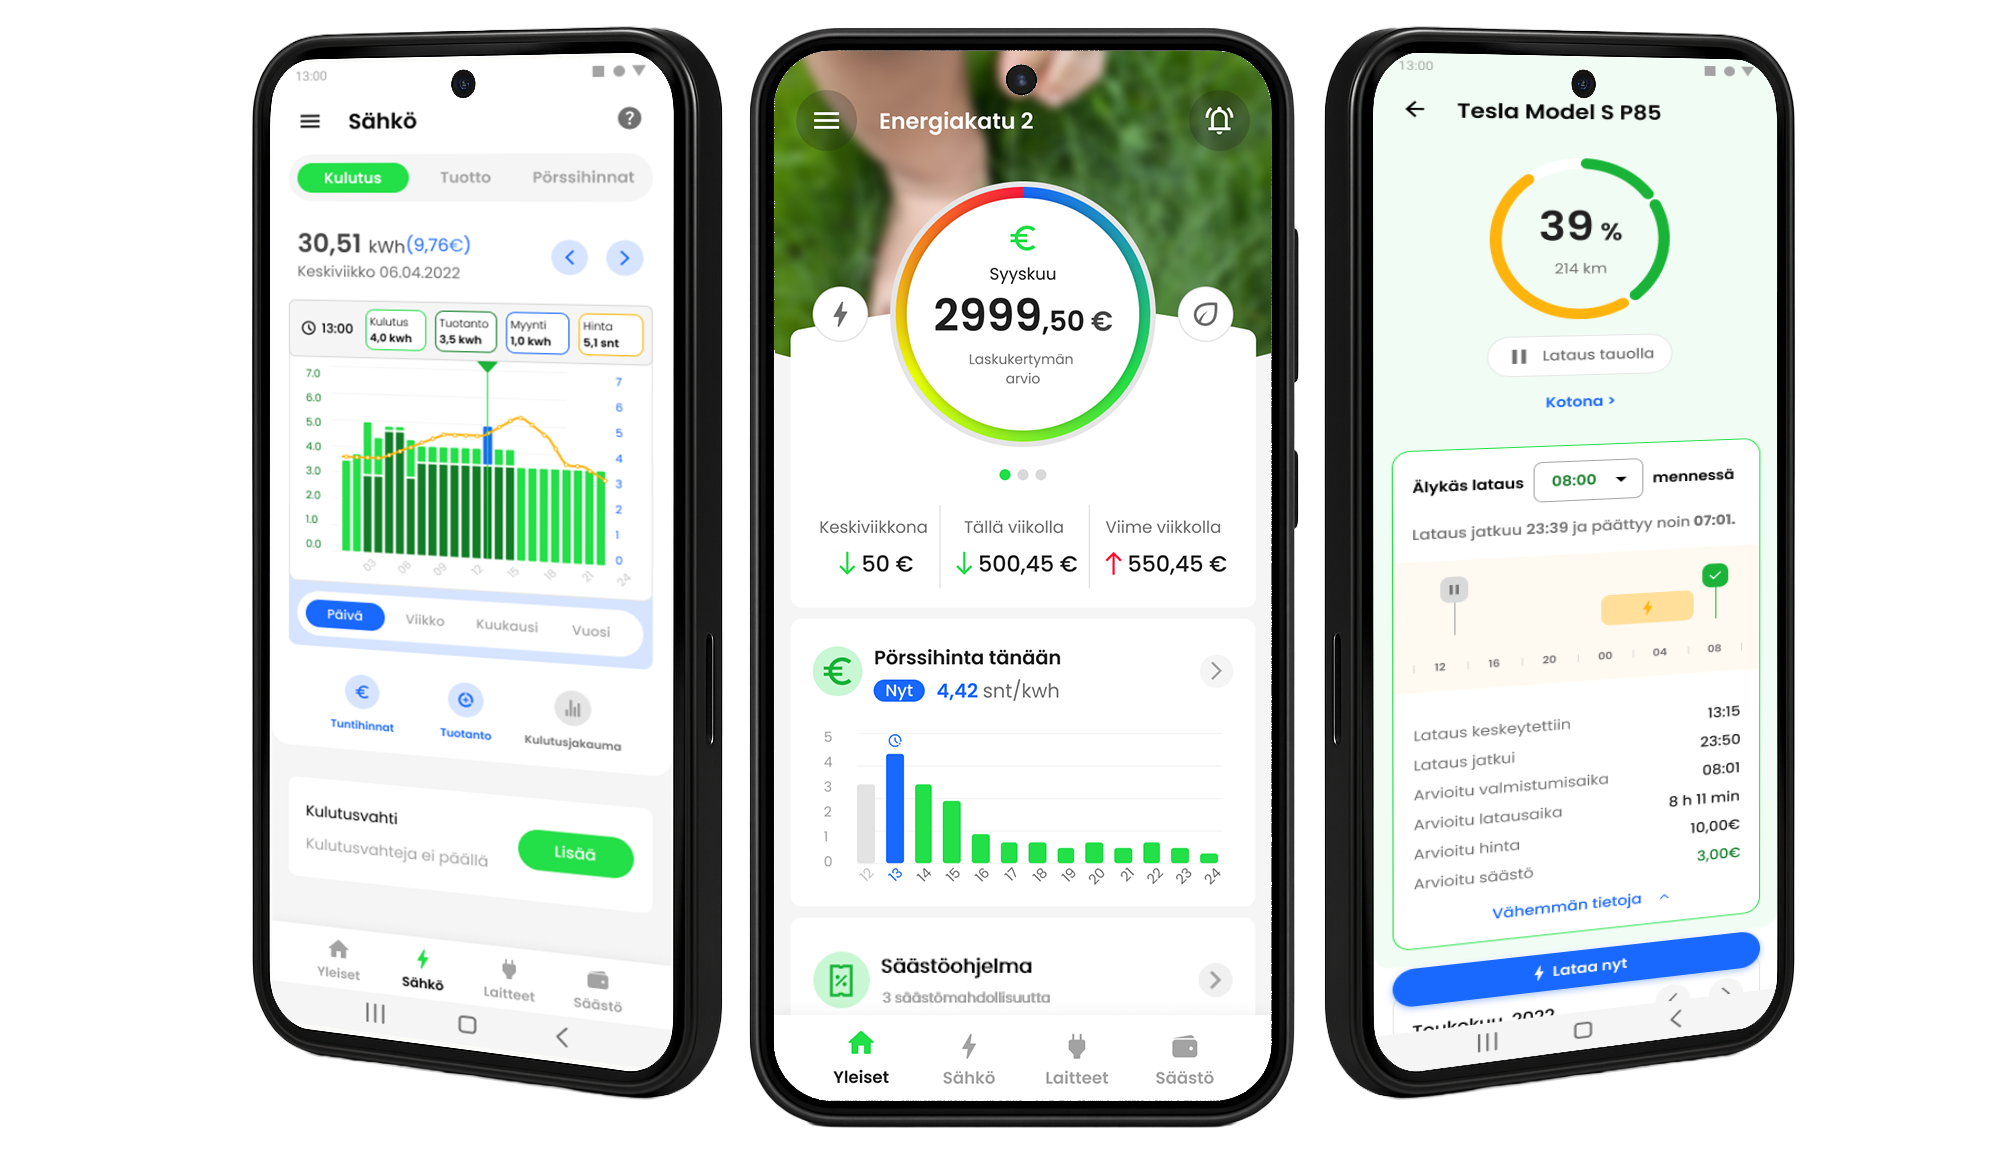 13:00
Sähkö
?
Kulutus Tuotto Pörssihinnat
30,51 kWh(9,76€)
Keskiviikko 06.04.2022
13:00
Kulutus
4,0 kwh
Tuotanto
3,5 kwh
Myynti
1,0 kwh
Hinta
5,1 snt
7.0
6.0
5.0
4.0
3.0
2.0
1.0
0.0
7
6
5
4
3
2
1
0
03 06 09 12 15 18 21 24
Päivä Viikko Kuukausi Vuosi
€
Tuntihinnat Tuotanto Kulutusjakauma
Kulutusvahti
Kulutusvahteja ei päällä
Lisää
Yleiset Sähkö Laitteet Säästö
Energiakatu 2
€
Syyskuu
2999,50 €
Laskukertymän
arvio
Keskiviikkona Tällä viikolla Viime viikkolla
50 € 500,45 € 550,45 €
€
Pörssihinta tänään
Nyt 4,42 snt/kwh
5
4
3
2
1
0
12 13 14 15 16 17 18 19 20 21 22 23 24
%
Säästöohjelma
3 säästömahdollisuutta
Yleiset Sähkö Laitteet Säästö
13:00
Tesla Model S P85
39 %
214 km
Lataus tauolla
Kotona >
Älykäs lataus 08:00 mennessä
Lataus jatkuu 23:39 ja päättyy noin 07:01.
12 16 20 00 04 08
Lataus keskeytettiin 13:15
Lataus jatkui 23:50
Arvioitu valmistumisaika 08:01
Arvioitu latausaika 8 h 11 min
Arvioitu hinta 10,00€
Arvioitu säästö 3,00€
Vähemmän tietoja
Lataa nyt
Toukokuu, 2022